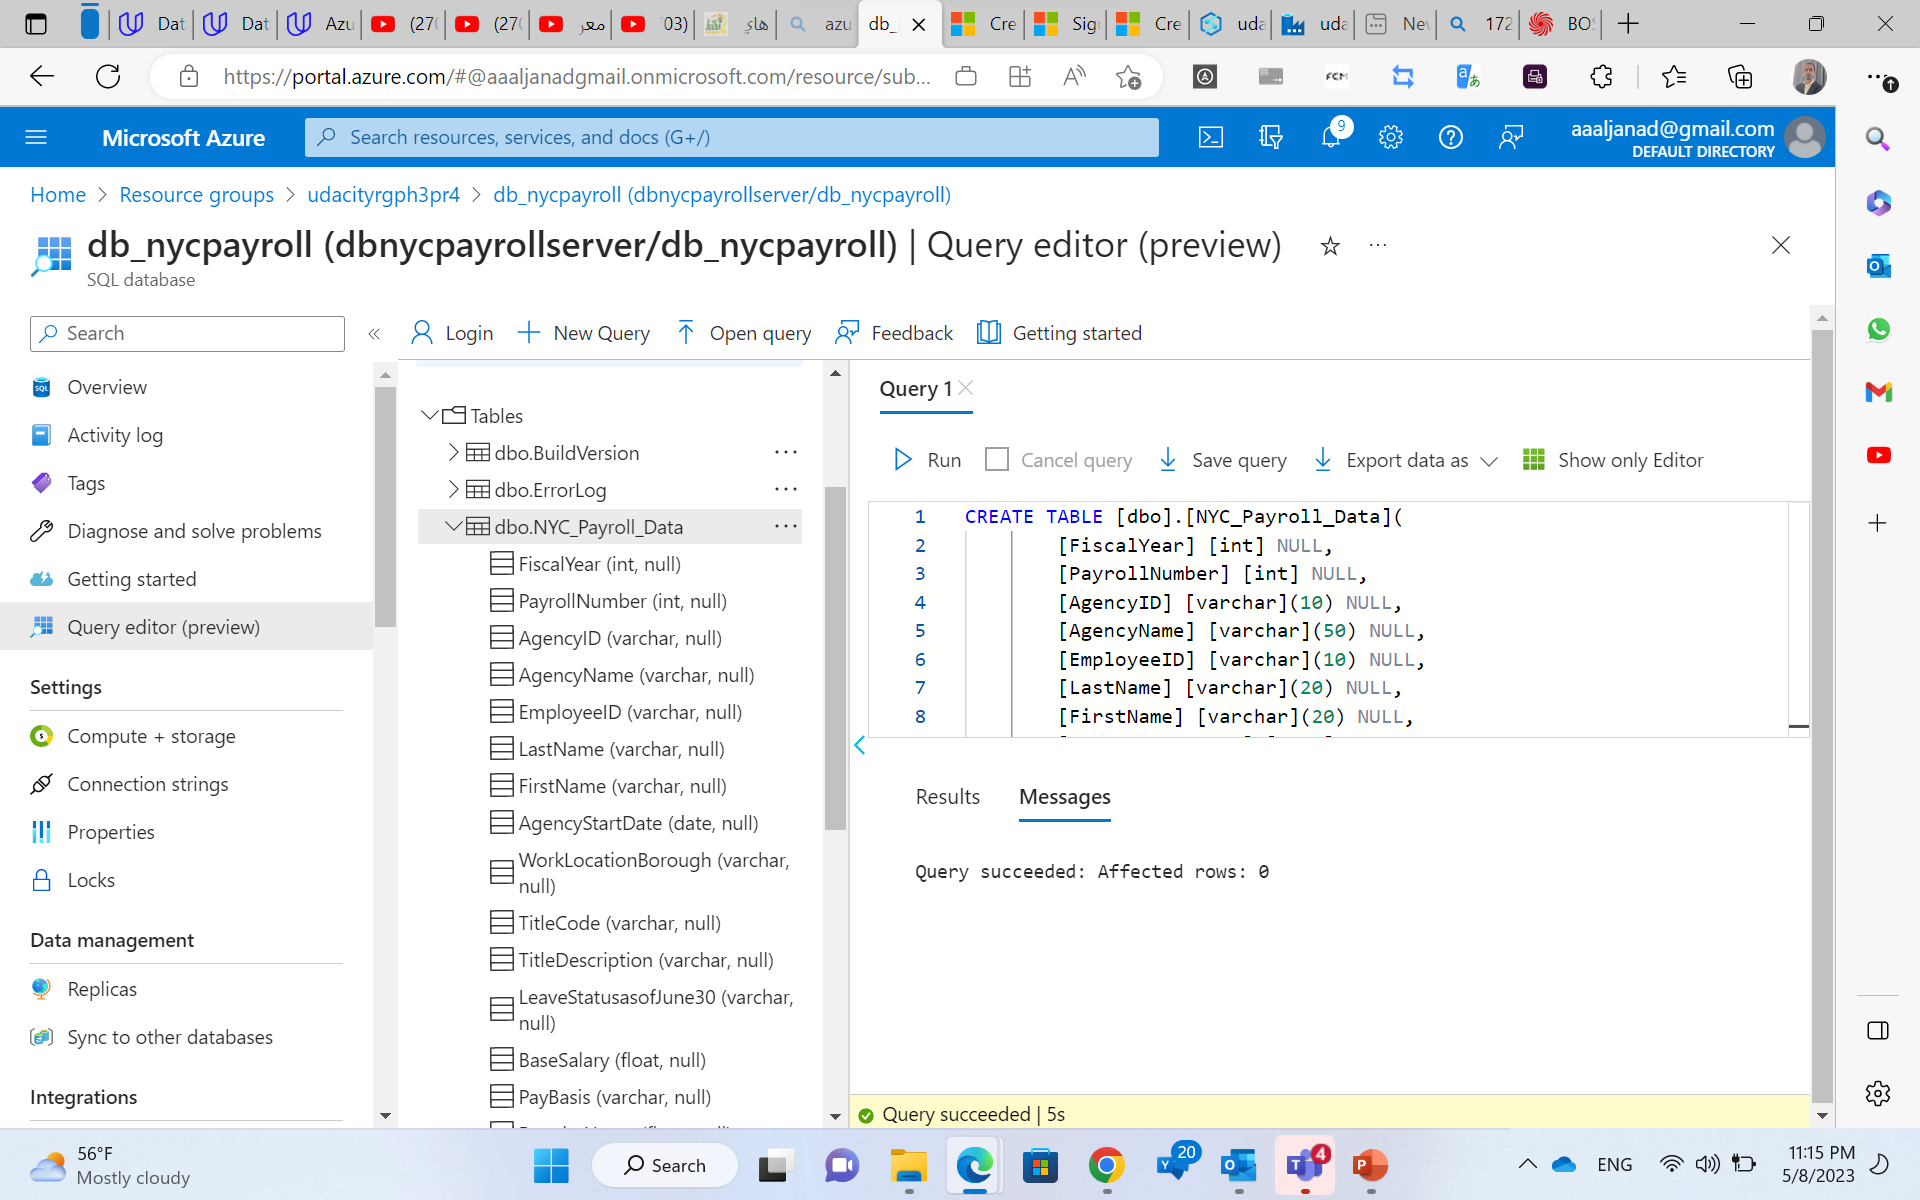 Dat
Dat
Azu
(27(
(27(
معر
03)
هاي
azu
db_
Cre
Sig
Cre
uda
uda
Nev
172
BO
https://portal.azure.com/#@aaaljanadgmail.onmicrosoft.com/resource/sub...
Microsoft Azure
Search resources, services, and docs (G+/)
9
aaaljanad@gmail.com
DEFAULT DIRECTORY
Home > Resource groups > udacityrgph3pr4 > db_nycpayroll (dbnycpayrollserver/db_nycpayroll)
db_nycpayroll (dbnycpayrollserver/db_nycpayroll) | Query editor (preview)
SQL database
Search
Overview
Activity log
Tags
Diagnose and solve problems
Getting started
Query editor (preview)
Settings
Compute + storage
Connection strings
Properties
Locks
Data management
Replicas
Sync to other databases
Integrations
Login
New Query
Open query
Feedback
Getting started
Tables
dbo.BuildVersion
dbo.ErrorLog
dbo.NYC_Payroll_Data
FiscalYear (int, null)
PayrollNumber (int, null)
AgencyID (varchar, null)
AgencyName (varchar, null)
EmployeeID (varchar, null)
LastName (varchar, null)
FirstName (varchar, null)
AgencyStartDate (date, null)
WorkLocationBorough (varchar,
null)
TitleCode (varchar, null)
TitleDescription (varchar, null)
LeaveStatusasofJune30 (varchar,
null)
BaseSalary (float, null)
PayBasis (varchar, null)
Query 1
Run
Cancel query
Save query
Export data as
Show only Editor
1 CREATE TABLE [dbo].[NYC_Payroll_Data](
2 [FiscalYear] [int] NULL,
3 [PayrollNumber] [int] NULL,
4 [AgencyID] [varchar](10) NULL,
5 [AgencyName] [varchar](50) NULL,
6 [EmployeeID] [varchar](10) NULL,
7 [LastName] [varchar](20) NULL,
8 [FirstName] [varchar](20) NULL,
Results
Messages
Query succeeded: Affected rows: 0
Query succeeded | 5s
56°F
Mostly cloudy
Search
20
4
ENG
11:15 PM
5/8/2023